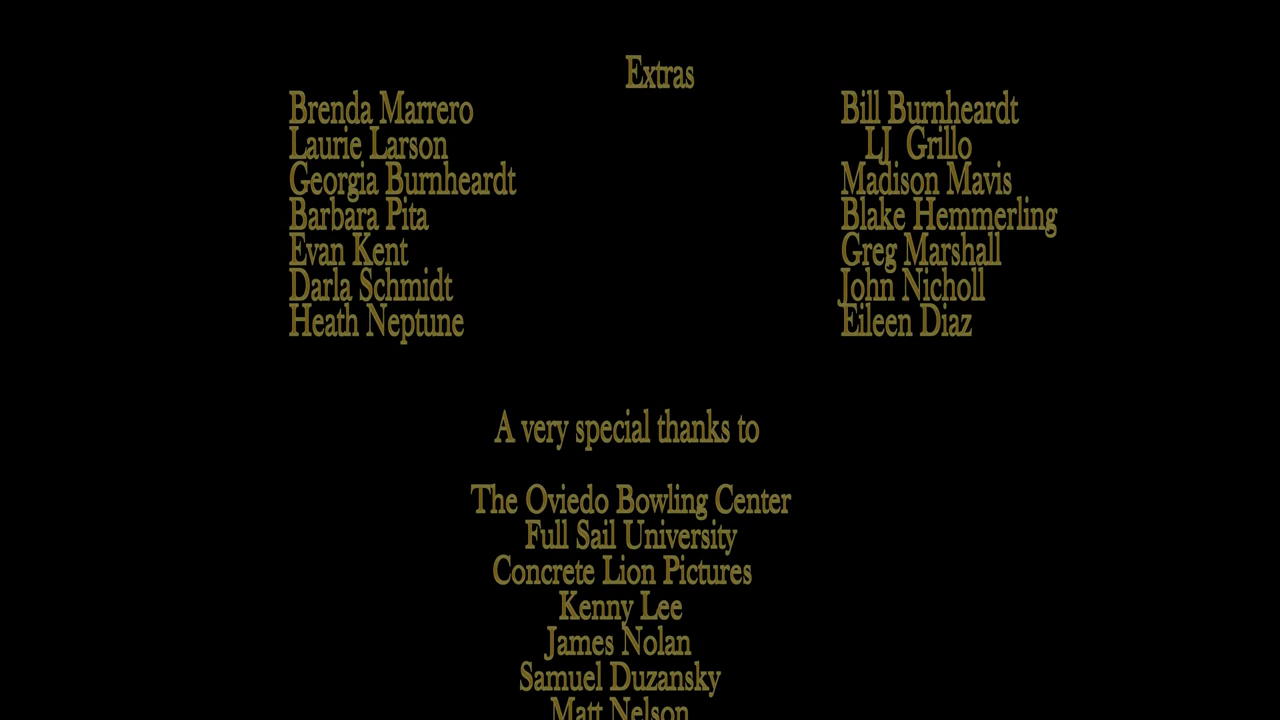 Extras
Brenda Marrero
Laurie Larson
Georgia Burnheardt
Barbara Pita
Evan Kent
Darla Schmidt
Heath Neptune
Bill Burnheardt
LJ Grillo
Madison Mavis
Blake Hemmerling
Greg Marshall
John Nicholl
Eileen Diaz
A very special thanks to
The Oviedo Bowling Center
Full Sail University
Concrete Lion Pictures
Kenny Lee
James Nolan
Samuel Duzansky
Matt Nelson